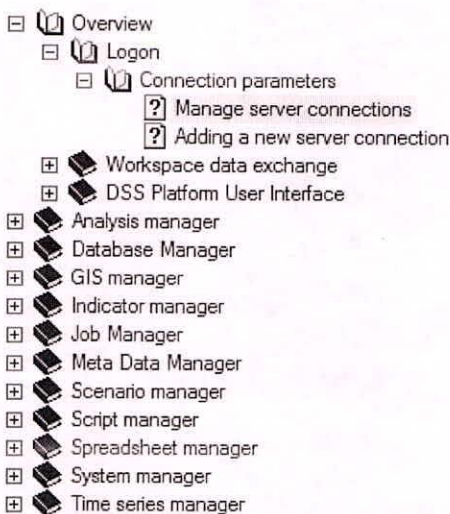 Overview
Logon
Connection parameters
Manage server connections
Adding a new server connection
Workspace data exchange
DSS Platform User Interface
Analysis manager
Database Manager
GIS manager
Indicator manager
Job Manager
Meta Data Manager
Scenario manager
Script manager
Spreadsheet manager
System manager
Time series manager